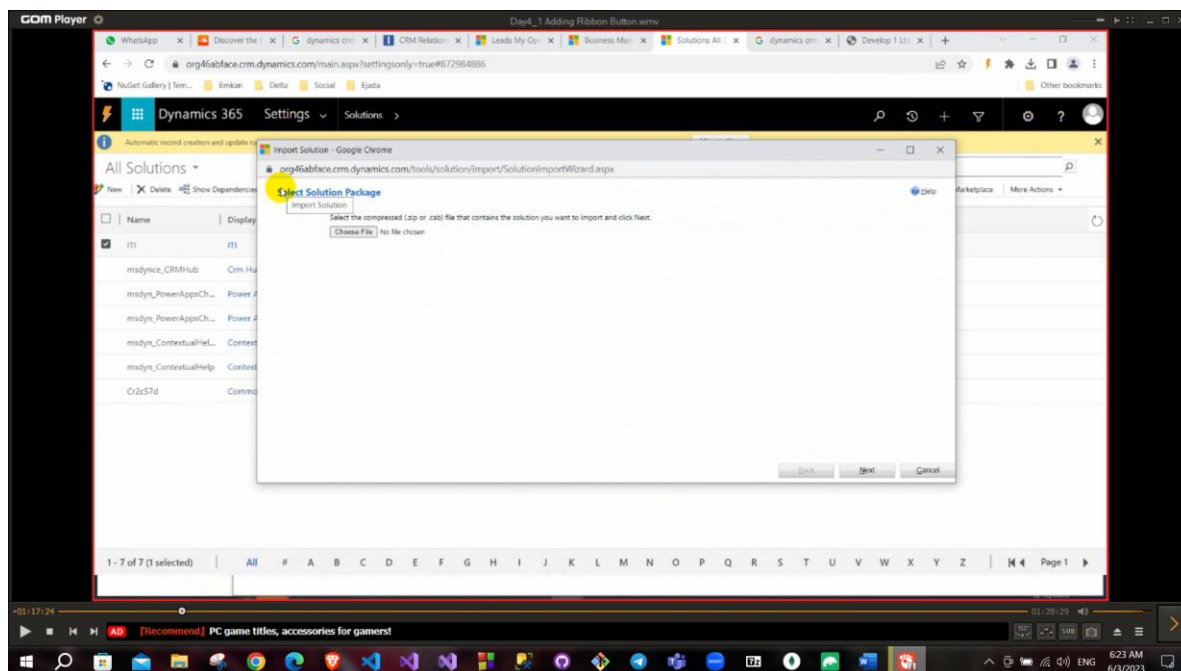 GOM Player
Day4_1 Adding Ribbon Button.wmv
WhatsApp
Discover the
dynamics crm
CRM Relation
Leads My Op
Business Man
Solutions All
dynamics crm
Develop 1 Ltd
org46abface.crm.dynamics.com/main.aspx?settingsonly=true#872984886
NuGet Gallery | Tem...
Emkan
Delta
Social
Ejada
Other bookmarks
Dynamics 365
Settings
Solutions
Automatic record creation and update ru
Import Solution - Google Chrome
All Solutions
org46abface.crm.dynamics.com/tools/solution/import/SolutionImportWizard.aspx
New
Delete
Show Dependencies
Select Solution Package
Help
Marketplace
More Actions
Import Solution
Select the compressed (.zip or .cab) file that contains the solution you want to import and click Next.
Name
Display
Choose File No file chosen
ITI
ITI
msdynce_CRMHub
Crm Hu
msdyn_PowerAppsCh...
Power A
msdyn_PowerAppsCh...
Power A
msdyn_ContextualHel...
Context
msdyn_ContextualHelp
Context
Cr2c57d
Commo
Back
Next
Cancel
1 - 7 of 7 (1 selected)
All # A B C D E F G H I J K L M N O P Q R S T U V W X Y Z
Page 1
-01:17:24
01:28:29
AD [Recommend] PC game titles, accessories for gamers!
SUB
ENG
6:23 AM
6/3/2023